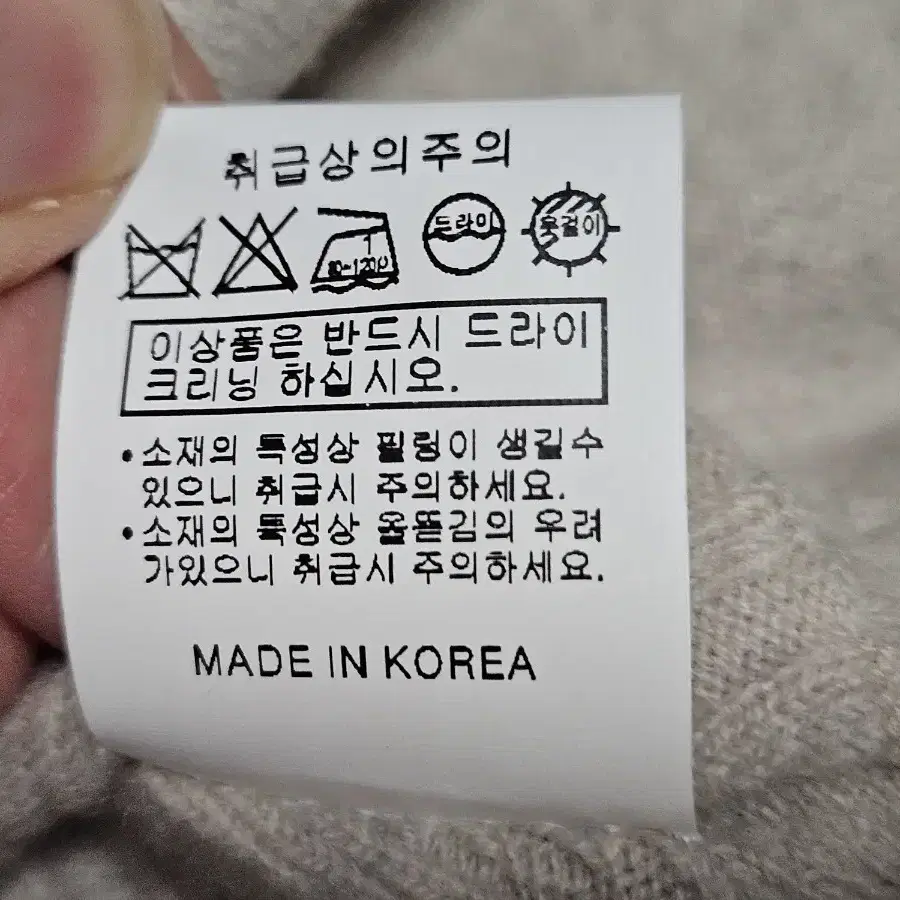 취급상의주의
드라이
옷걸이
80~120℃
이상품은 반드시 드라이
크리닝 하십시오.
•소재의 특성상 필링이 생길수
있으니 취급시 주의하세요.
•소재의 특성상 올뜯김의 우려
가있으니 취급시 주의하세요.
MADE IN KOREA